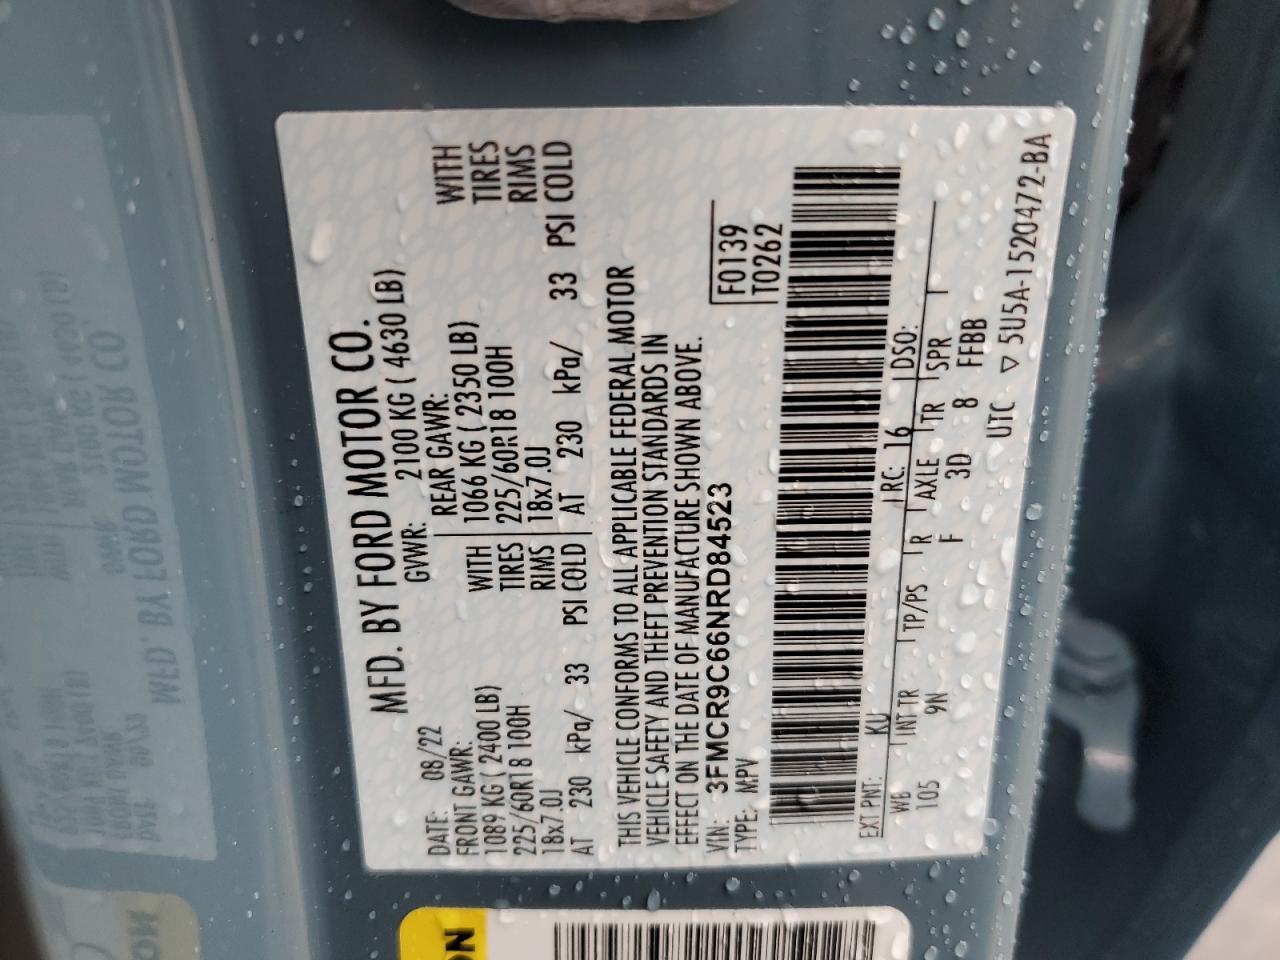 MFD. BY FORD MOTOR CO.
DATE: 08/22 GVWR: 2100 KG ( 4630 LB)
FRONT GAWR: REAR GAWR:
1089 KG ( 2400 LB) WITH 1066 KG ( 2350 LB) WITH
225/60R18 100H TIRES 225/60R18 100H TIRES
18x7.0J RIMS 18x7.0J RIMS
AT 230 kPa/ 33 PSI COLD AT 230 kPa/ 33 PSI COLD
THIS VEHICLE CONFORMS TO ALL APPLICABLE FEDERAL MOTOR
VEHICLE SAFETY AND THEFT PREVENTION STANDARDS IN
EFFECT ON THE DATE OF MANUFACTURE SHOWN ABOVE.
VIN: 3FMCR9C66NRD84523 F0139
TYPE: MPV T0262
EXT PNT: KU RC: 16 DSO:
WB INT TR TP/PS R AXLE TR SPR
105 9N F 3D 8 FFBB
UTC ▽ 5U5A-1520472-BA